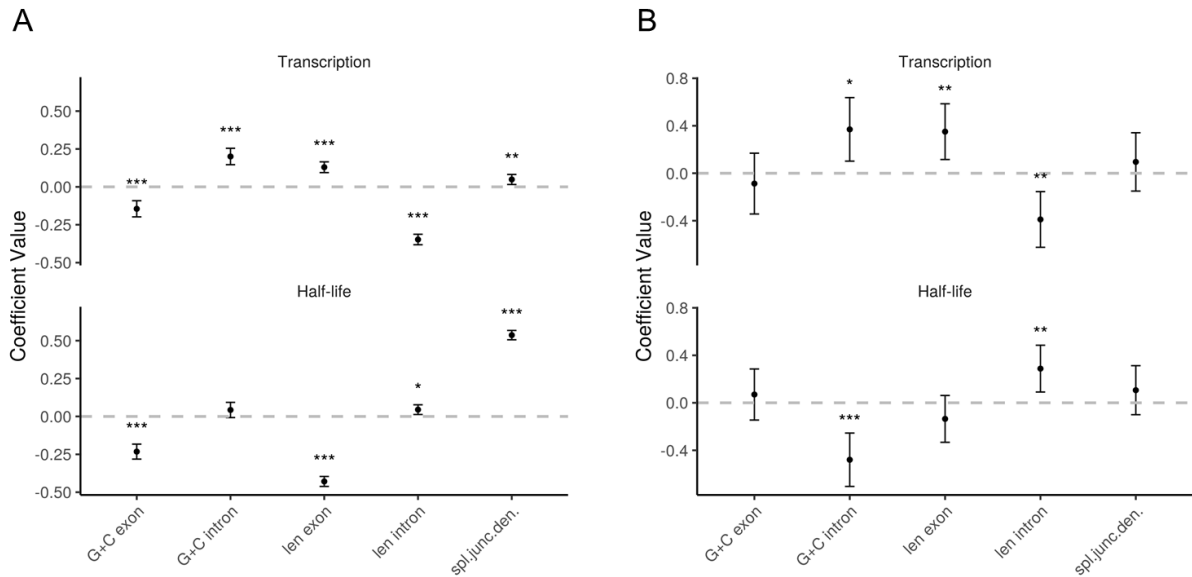 A
Transcription
Coefficient Value
0.50
0.25
0.00
-0.25
-0.50
***
***
***
***
**
Half-life
0.50
0.25
0.00
-0.25
-0.50
***
***
*
***
G+C exon
G+C intron
len exon
len intron
spl.junc.den.
B
Transcription
Coefficient Value
0.8
0.4
0.0
-0.4
*
**
**
Half-life
0.8
0.4
0.0
-0.4
***
**
G+C exon
G+C intron
len exon
len intron
spl.junc.den.